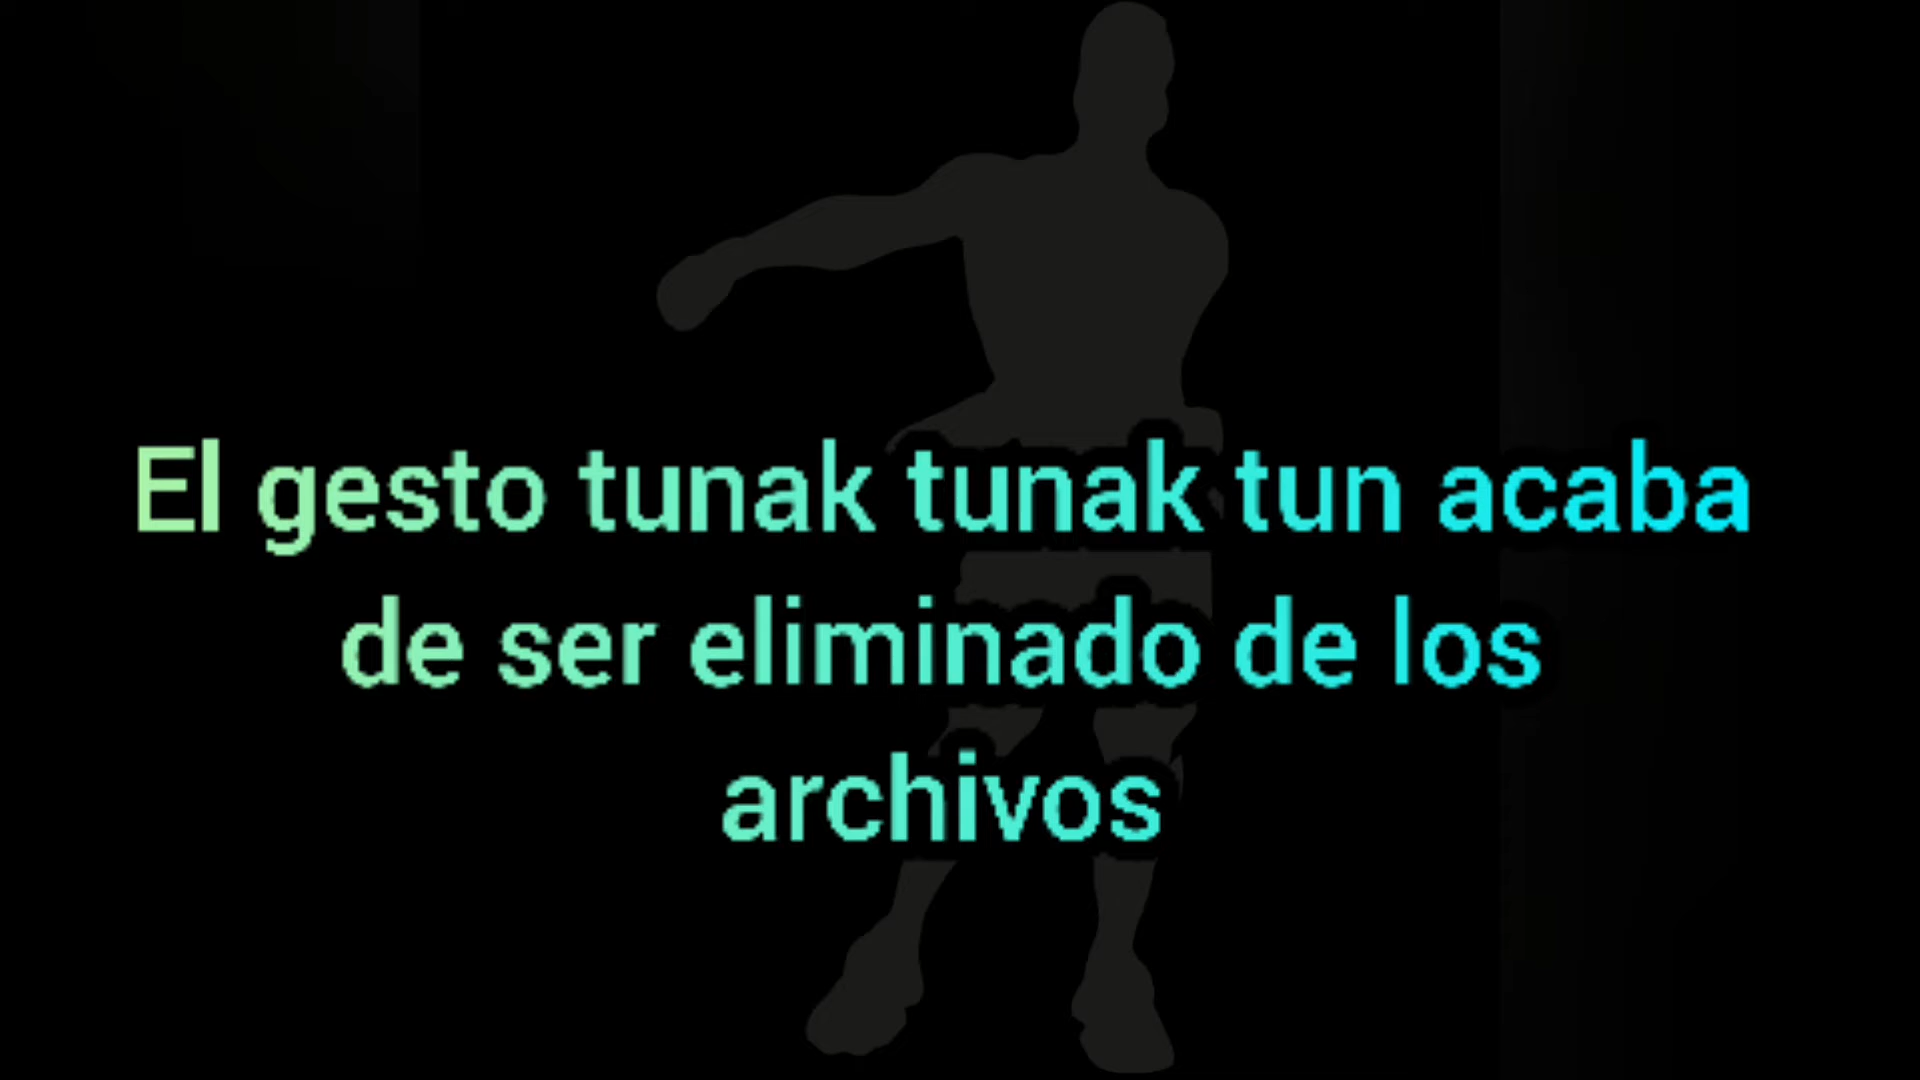 El gesto tunak tunak tun acaba
de ser eliminado de los
archivos